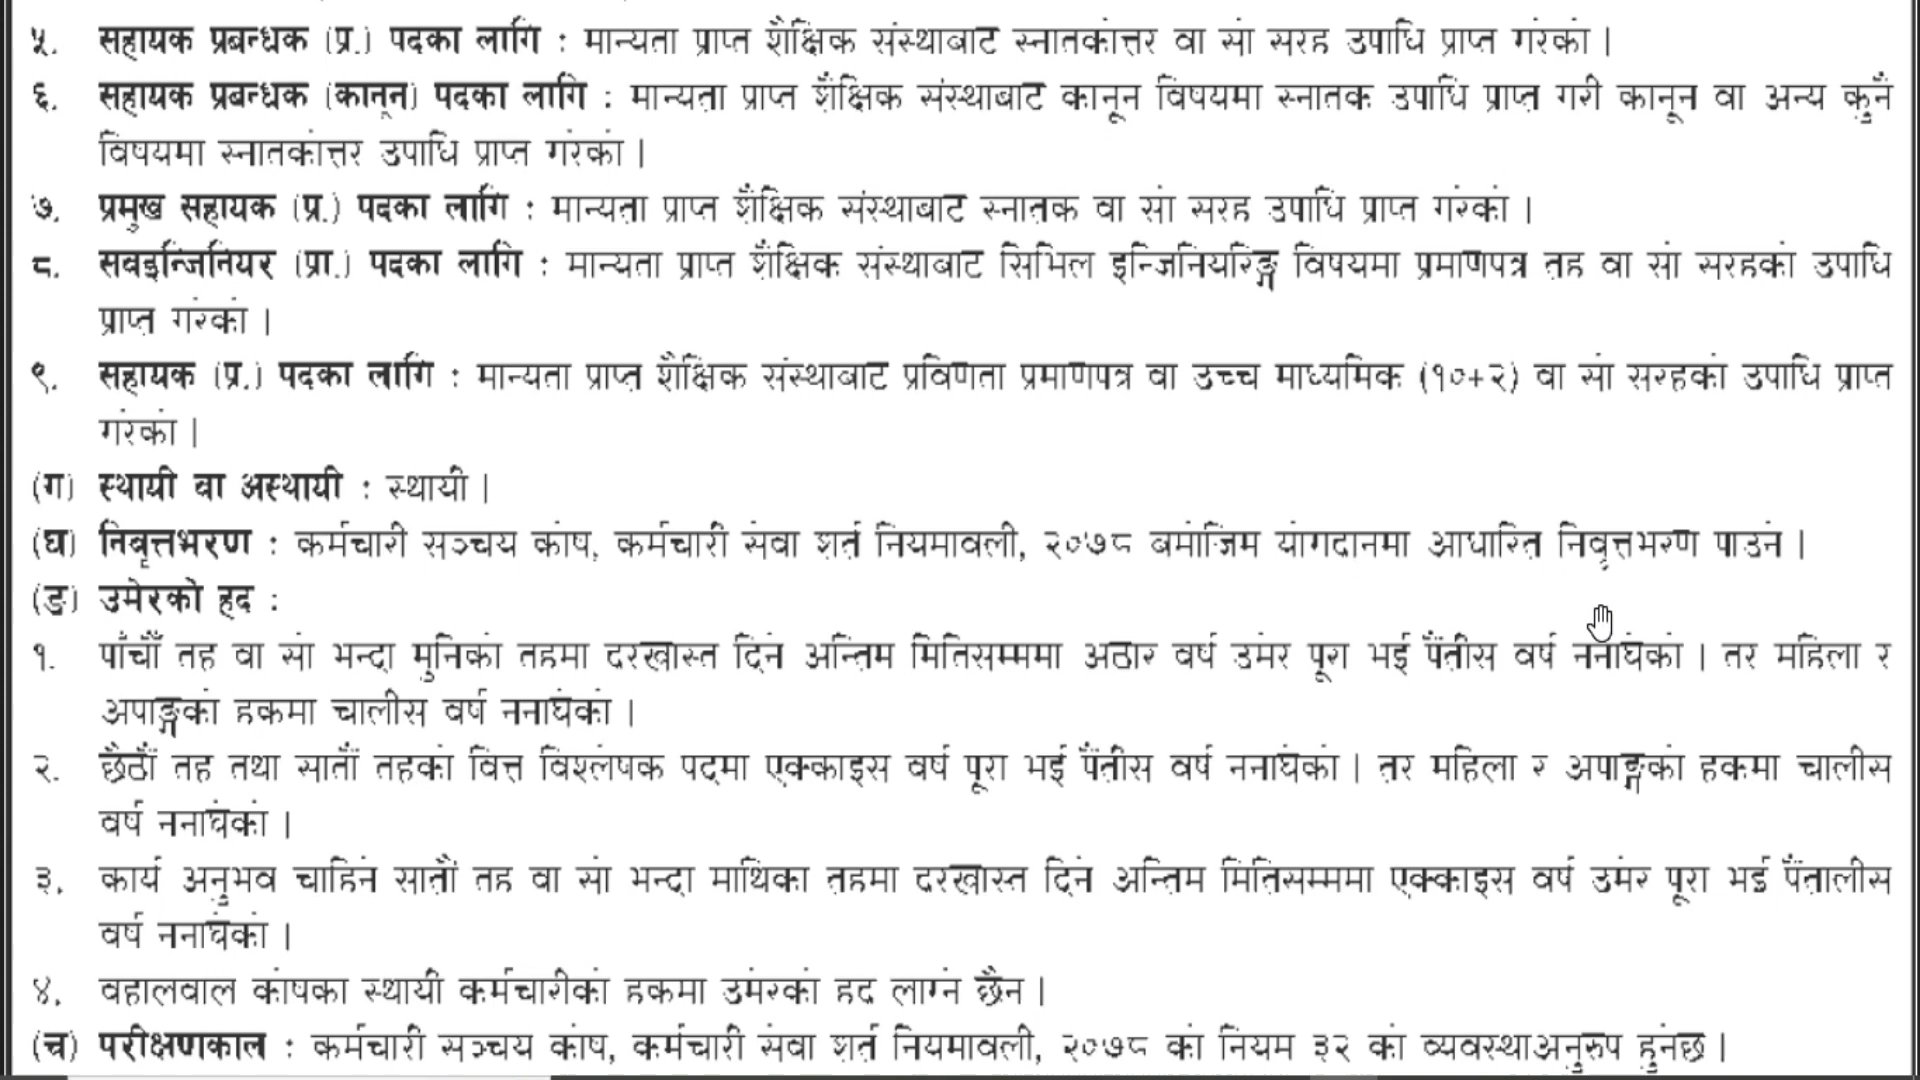 ५. सहायक प्रबन्धक (प्र.) पदका लागि : मान्यता प्राप्त शैक्षिक संस्थाबाट स्नातकोत्तर वा सो सरह उपाधि प्राप्त गरेको ।
६. सहायक प्रबन्धक (कानून) पदका लागि : मान्यता प्राप्त शैक्षिक संस्थाबाट कानून विषयमा स्नातक उपाधि प्राप्त गरी कानून वा अन्य कुनै
विषयमा स्नातकोत्तर उपाधि प्राप्त गरेको ।
७. प्रमुख सहायक (प्र.) पदका लागि : मान्यता प्राप्त शैक्षिक संस्थाबाट स्नातक वा सो सरह उपाधि प्राप्त गरेको ।
८. सवइन्जिनियर (प्रा.) पदका लागि : मान्यता प्राप्त शैक्षिक संस्थाबाट सिभिल इन्जिनियरिङ्ग विषयमा प्रमाणपत्र तह वा सो सरहको उपाधि
प्राप्त गरेको ।
९. सहायक (प्र.) पदका लागि : मान्यता प्राप्त शैक्षिक संस्थाबाट प्रविणता प्रमाणपत्र वा उच्च माध्यमिक (१०+२) वा सो सरहको उपाधि प्राप्त
गरेको ।
(ग) स्थायी वा अस्थायी : स्थायी ।
(घ) निवृत्तभरण : कर्मचारी सञ्चय कोष, कर्मचारी सेवा शर्त नियमावली, २०७८ बमोजिम योगदानमा आधारित निवृत्तभरण पाउने ।
(ङ) उमेरको हद :
१. पाँचौँ तह वा सो भन्दा मुनिको तहमा दरखास्त दिने अन्तिम मितिसम्ममा अठार वर्ष उमेर पूरा भई पैँतीस वर्ष ननाघेको । तर महिला र
अपाङ्गको हकमा चालीस वर्ष ननाघेको ।
२. छैठौँ तह तथा सातौँ तहको वित्त विश्लेषक पदमा एक्काइस वर्ष पूरा भई पैँतीस वर्ष ननाघेको । तर महिला र अपाङ्गको हकमा चालीस
वर्ष ननाघेको ।
३. कार्य अनुभव चाहिने सातौँ तह वा सो भन्दा माथिका तहमा दरखास्त दिने अन्तिम मितिसम्ममा एक्काइस वर्ष उमेर पूरा भई पैँतालीस
वर्ष ननाघेको ।
४. वहालवाल कोषका स्थायी कर्मचारीको हकमा उमेरको हद लाग्ने छैन ।
(च) परीक्षणकाल : कर्मचारी सञ्चय कोष, कर्मचारी सेवा शर्त नियमावली, २०७८ को नियम ३२ को व्यवस्थाअनुरुप हुनेछ ।